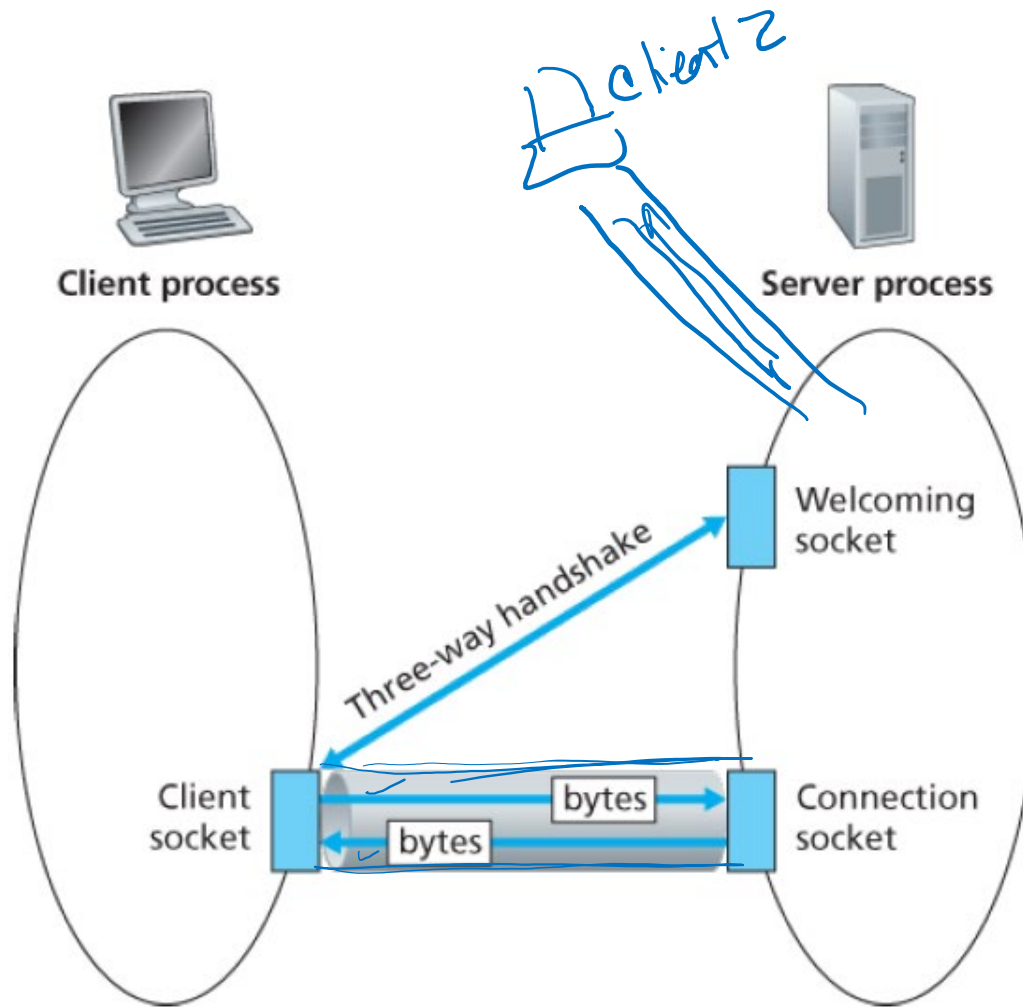 Client 2
Client process
Server process
Welcoming
socket
Three-way handshake
Client
socket
bytes
bytes
Connection
socket